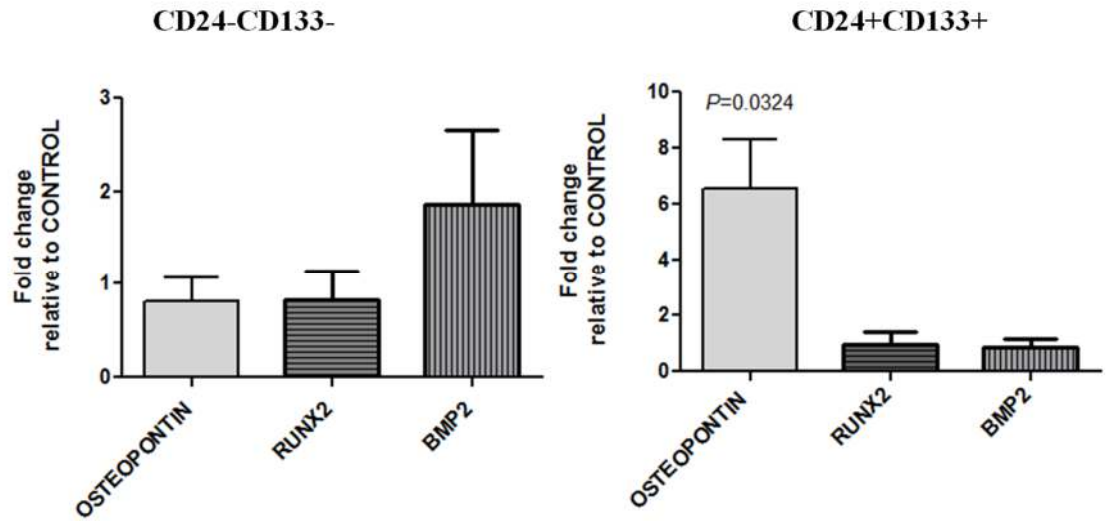 CD24-CD133-
3
2
1
0
Fold change
relative to CONTROL
OSTEOPONTIN
RUNX2
BMP2
CD24+CD133+
10
8
6
4
2
0
Fold change
relative to CONTROL
P=0.0324
OSTEOPONTIN
RUNX2
BMP2